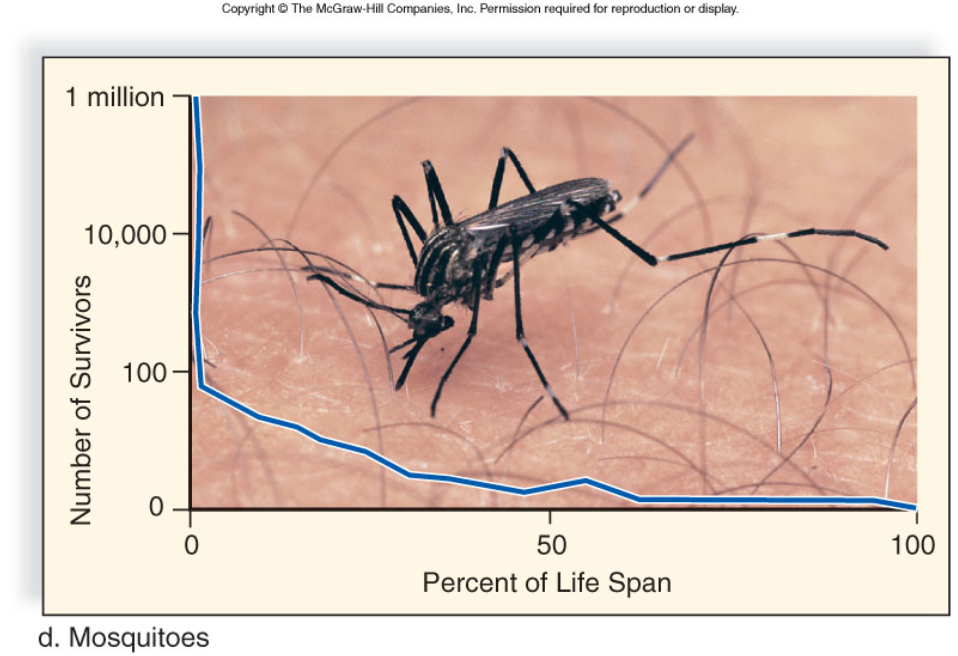 Copyright © The McGraw-Hill Companies, Inc. Permission required for reproduction or display.
1 million
10,000
100
0
Number of Survivors
0 50 100
Percent of Life Span
d. Mosquitoes